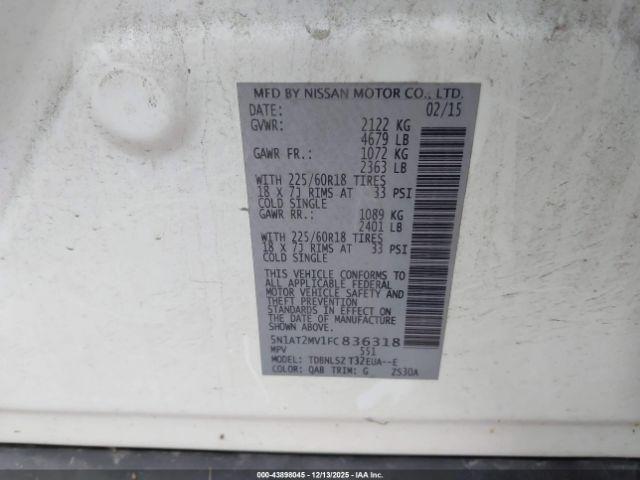 MFD BY NISSAN MOTOR CO., LTD.
DATE: 02/15
GVWR: 2122 KG
4679 LB
GAWR FR.: 1072 KG
2363 LB
WITH 225/60R18 TIRES
18 X 7J RIMS AT 33 PSI
COLD SINGLE
GAWR RR.: 1089 KG
2401 LB
WITH 225/60R18 TIRES
18 X 7J RIMS AT 33 PSI
COLD SINGLE
THIS VEHICLE CONFORMS TO
ALL APPLICABLE FEDERAL
MOTOR VEHICLE SAFETY AND
THEFT PREVENTION
STANDARDS IN EFFECT ON
THE DATE OF MANUFACTURE
SHOWN ABOVE.
5N1AT2MV1FC836318
MPV 551
MODEL: TDBNLSZ T32EUA--E
COLOR: QAB TRIM: G 2S30A
000-43898045 - 12/13/2025 - IAAI.com